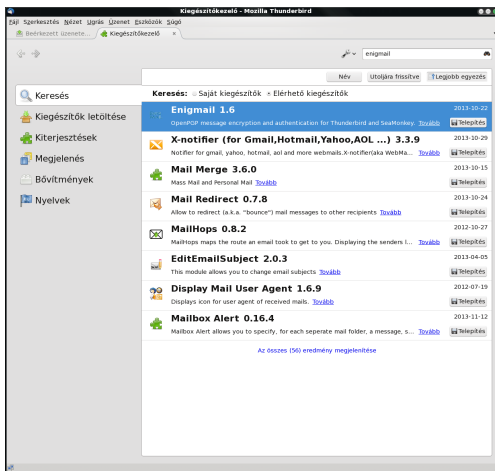 Kiegészítőkezelő - Mozilla Thunderbird
Fájl Szerkesztés Nézet Ugrás Üzenet Eszközök Súgó
Beérkezett üzenete... Kiegészítőkezelő ×
enigmail
Név Utoljára frissítve Legjobb egyezés
Keresés: Saját kiegészítők Elérhető kiegészítők
Keresés
Kiegészítők letöltése
Kiterjesztések
Megjelenés
Bővítmények
Nyelvek
Enigmail 1.6 2013-10-22
OpenPGP message encryption and authentication for Thunderbird and SeaMonkey. Tovább Telepítés
X-notifier (for Gmail,Hotmail,Yahoo,AOL ...) 3.3.9 2013-10-29
Notifier for gmail, yahoo, hotmail, aol and more webmails.X-notifier(aka WebMa... Tovább Telepítés
Mail Merge 3.6.0 2013-10-15
Mass Mail and Personal Mail Tovább Telepítés
Mail Redirect 0.7.8 2013-10-24
Allow to redirect (a.k.a. "bounce") mail messages to other recipients Tovább Telepítés
MailHops 0.8.2 2012-10-27
MailHops maps the route an email took to get to you. Displaying the senders l... Tovább Telepítés
EditEmailSubject 2.0.3 2013-04-05
This module allows you to change email subjects Tovább Telepítés
Display Mail User Agent 1.6.9 2012-07-19
Displays icon for user agent of received mails. Tovább Telepítés
Mailbox Alert 0.16.4 2013-11-12
Mailbox Alert allows you to specify, for each seperate mail folder, a message, s... Tovább Telepítés
Az összes (56) eredmény megjelenítése